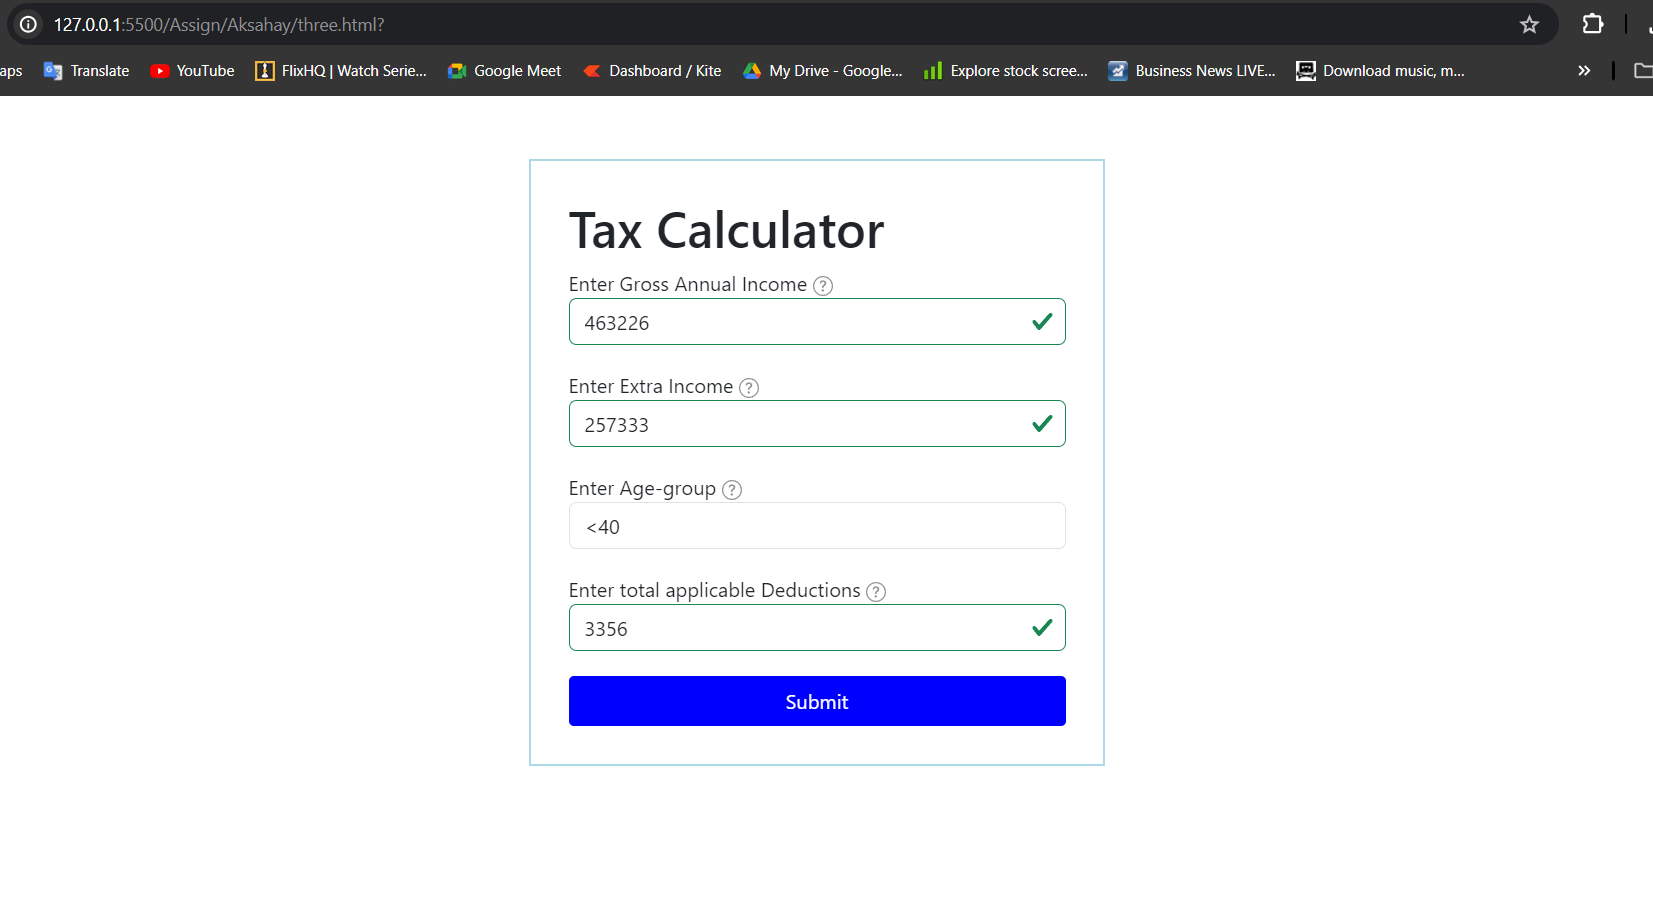 127.0.0.1:5500/Assign/Aksahay/three.html?
aps Translate YouTube FlixHQ | Watch Serie... Google Meet Dashboard / Kite My Drive - Google... Explore stock scree... Business News LIVE... Download music, m... »
Tax Calculator
Enter Gross Annual Income ?
463226
Enter Extra Income ?
257333
Enter Age-group ?
<40
Enter total applicable Deductions ?
3356
Submit